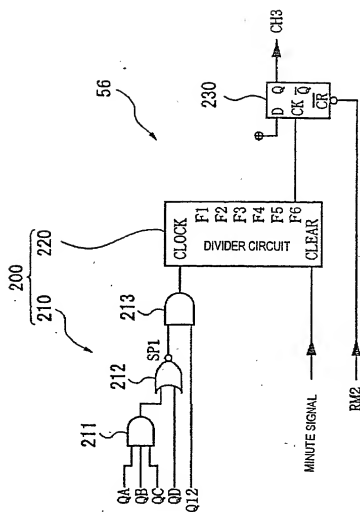 56
200
210
220
211
212
SP1
213
230
QA
QB
QC
QD
Q12
CLOCK
F1
F2
F3
F4
F5
F6
DIVIDER CIRCUIT
CLEAR
D Q
CK Q
CR
CH3
MINUTE SIGNAL
RM2